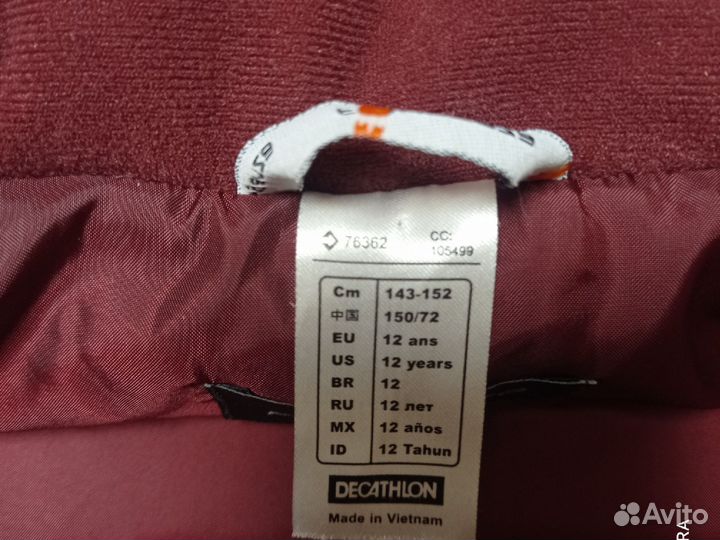 76362 CC:
105499
Cm 143-152
中国 150/72
EU 12 ans
US 12 years
BR 12
RU 12 лет
MX 12 años
ID 12 Tahun
DECATHLON
Made in Vietnam
Avito